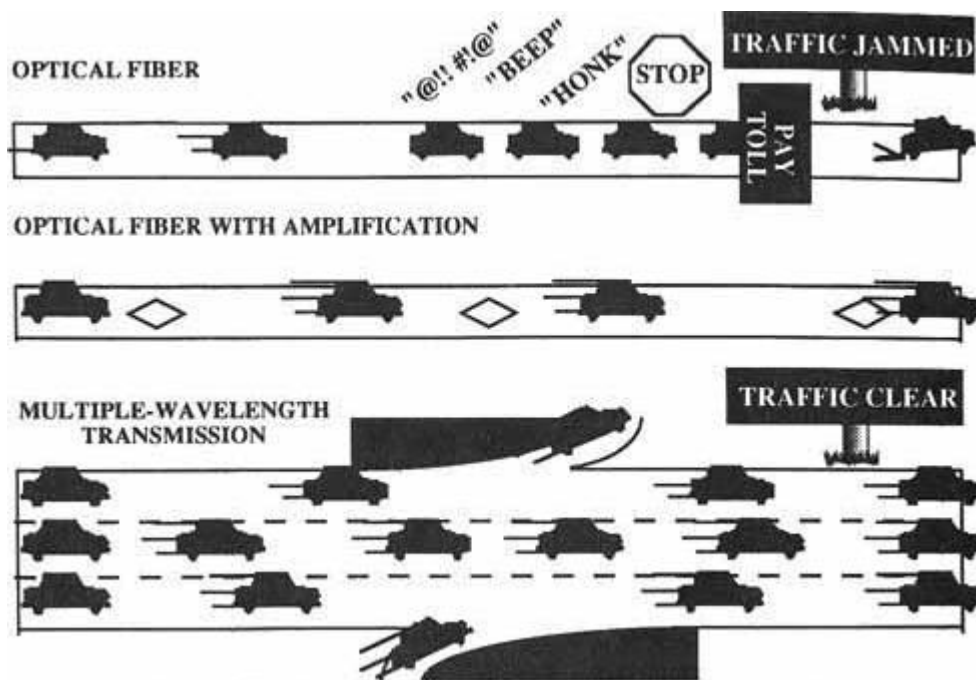 OPTICAL FIBER
"@!! #!@"
"BEEP"
"HONK"
STOP
TRAFFIC JAMMED
PAY
TOLL
OPTICAL FIBER WITH AMPLIFICATION
MULTIPLE-WAVELENGTH
TRANSMISSION
TRAFFIC CLEAR